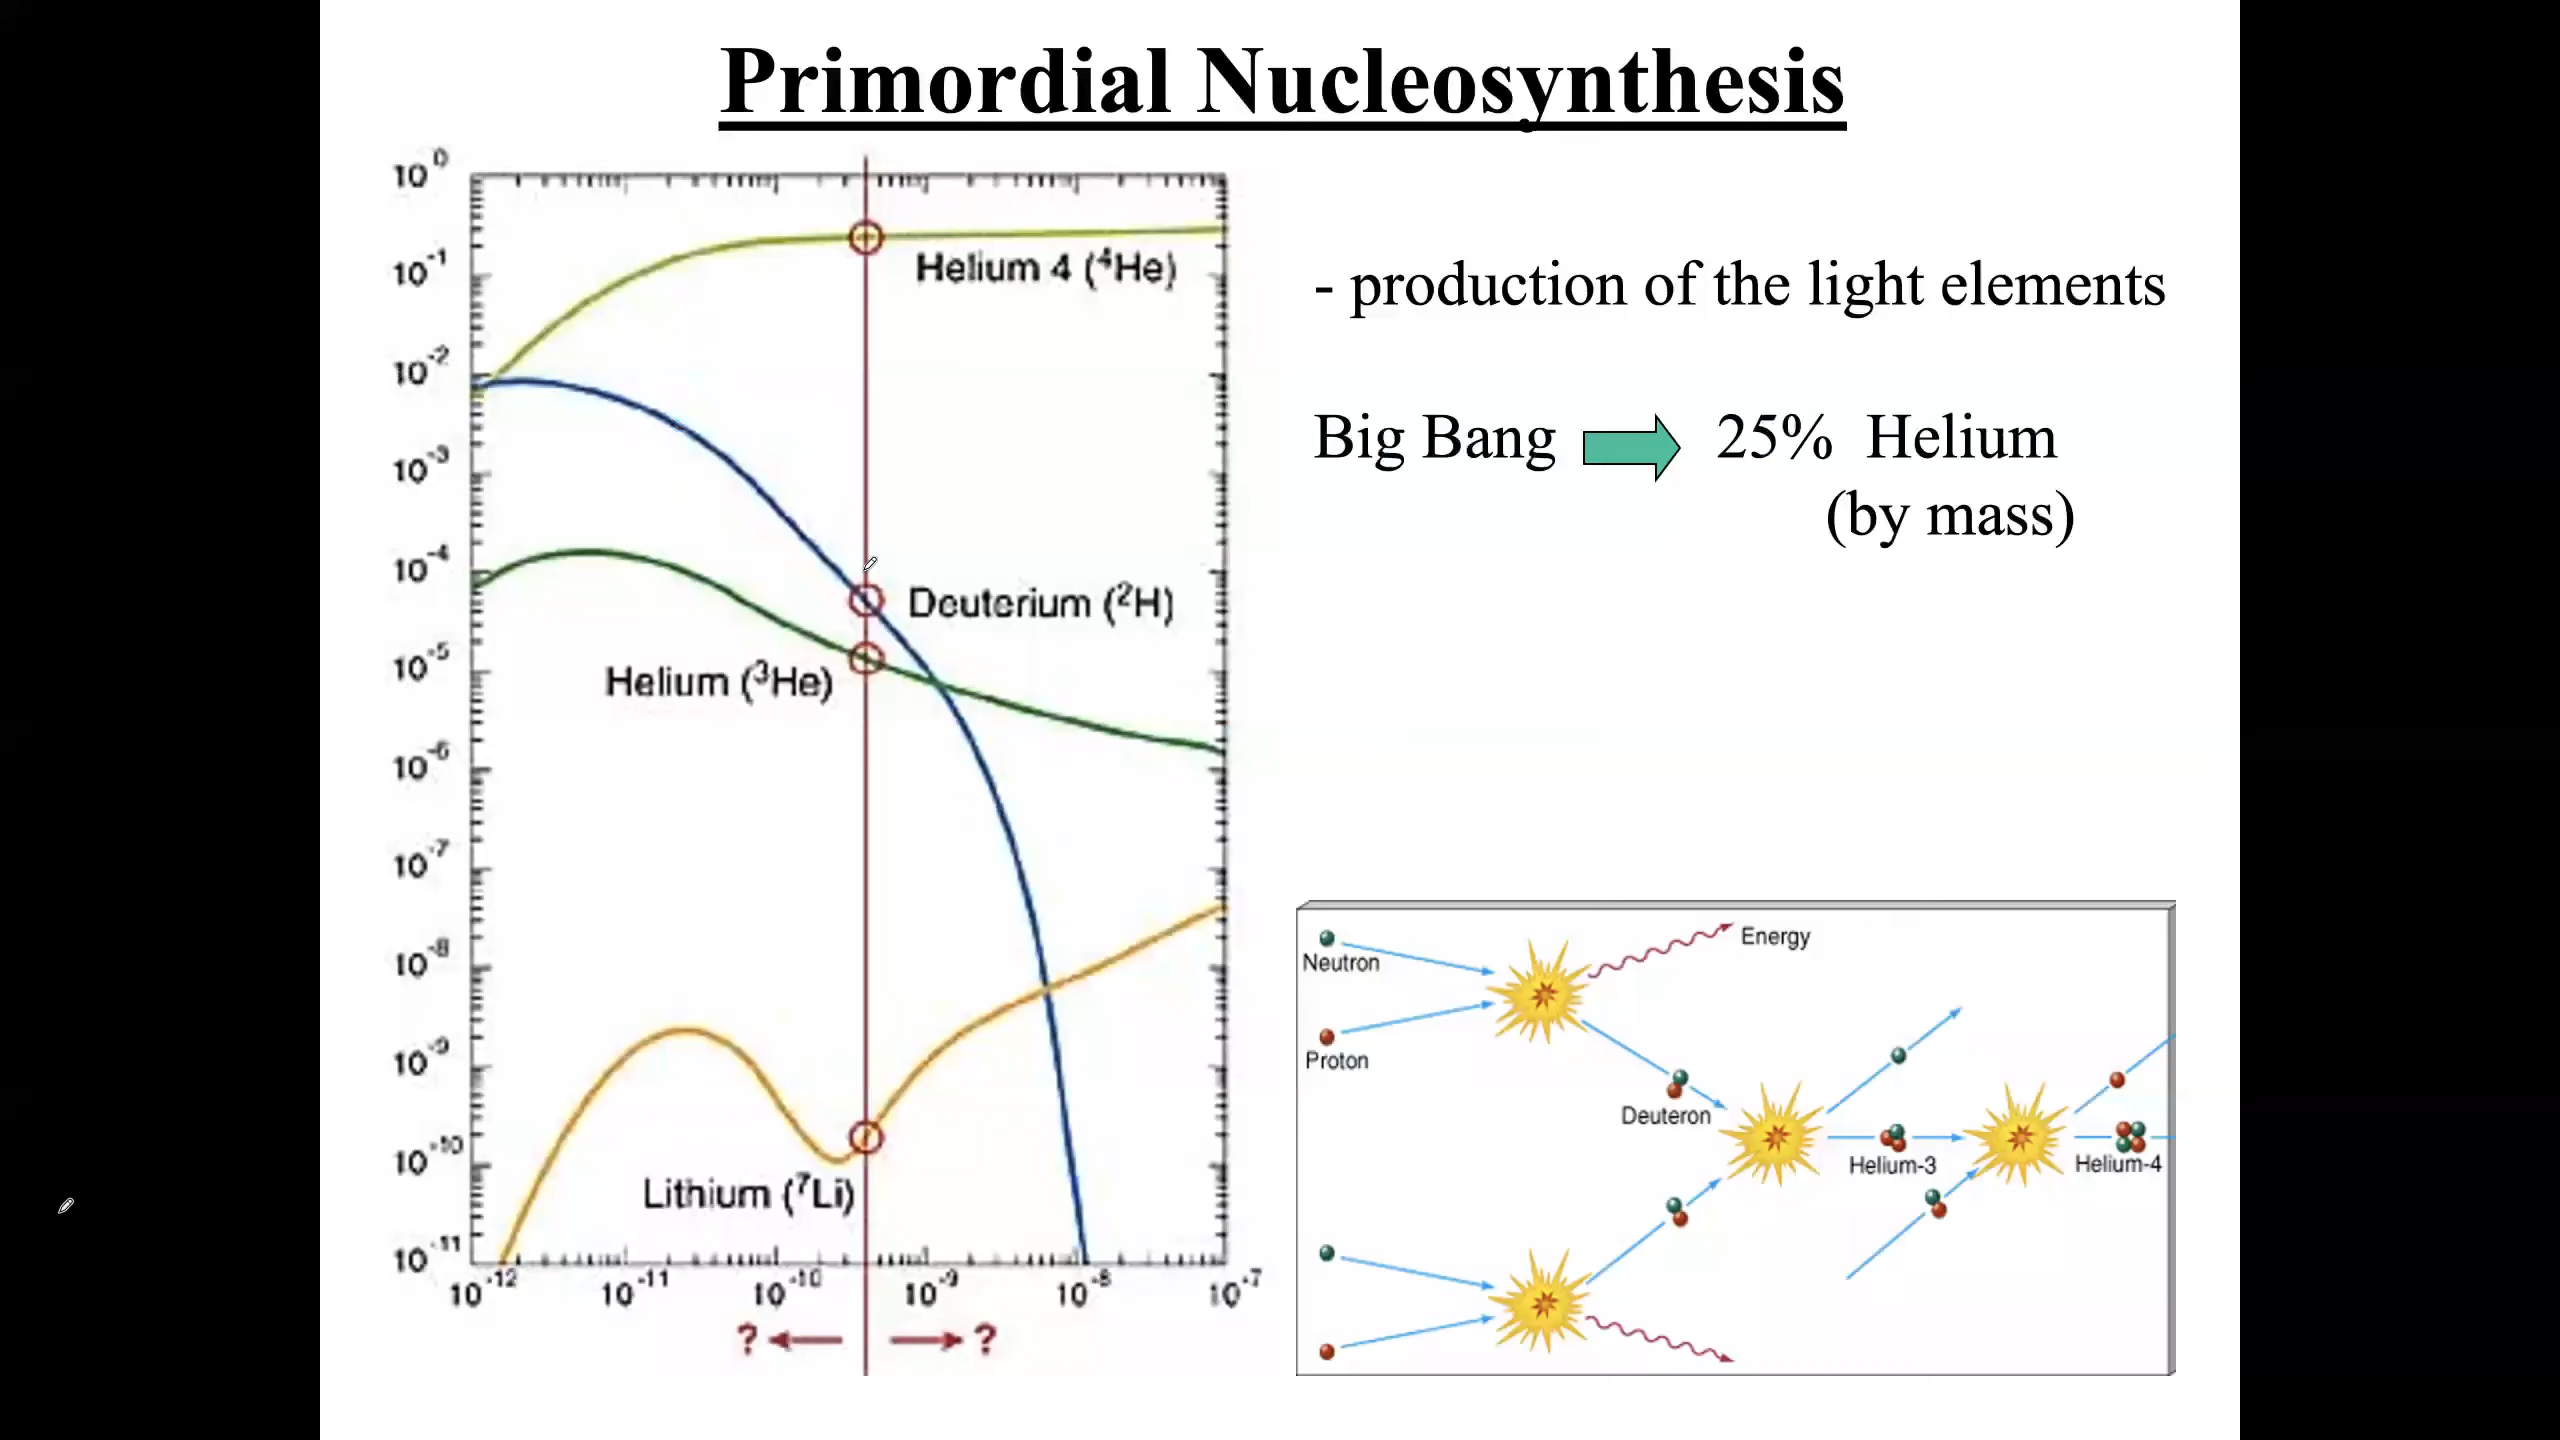 Primordial Nucleosynthesis
10⁰
10⁻¹
10⁻²
10⁻³
10⁻⁴
10⁻⁵
10⁻⁶
10⁻⁷
10⁻⁸
10⁻⁹
10⁻¹⁰
10⁻¹¹
Helium 4 (⁴He)
Deuterium (²H)
Helium (³He)
Lithium (⁷Li)
10⁻¹² 10⁻¹¹ 10⁻¹⁰ 10⁻⁹ 10⁻⁸ 10⁻⁷
? ?
- production of the light elements
Big Bang 25% Helium
(by mass)
Energy
Neutron
Proton
Deuteron
Helium-3
Helium-4